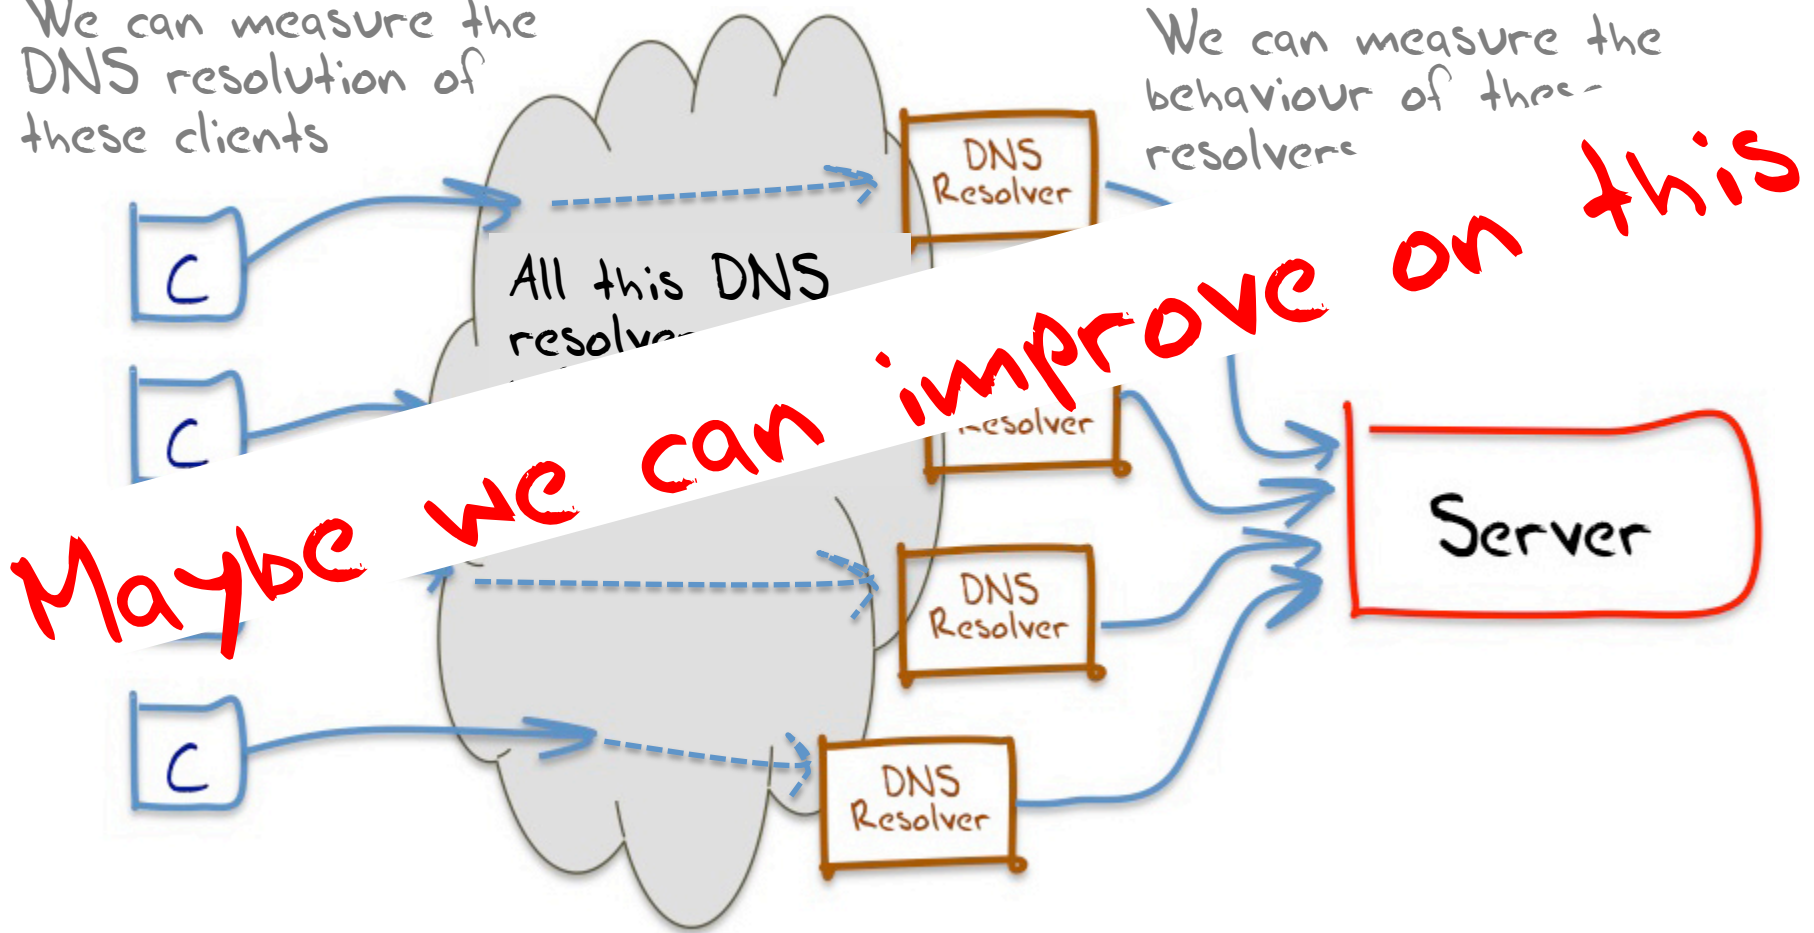 We can measure the
DNS resolution of
these clients
We can measure the
behaviour of
DNS
Resolver
C
All this DNS
Maybe we can improve on this
C
Resolver
Server
DNS
Resolver
C
DNS
Resolver